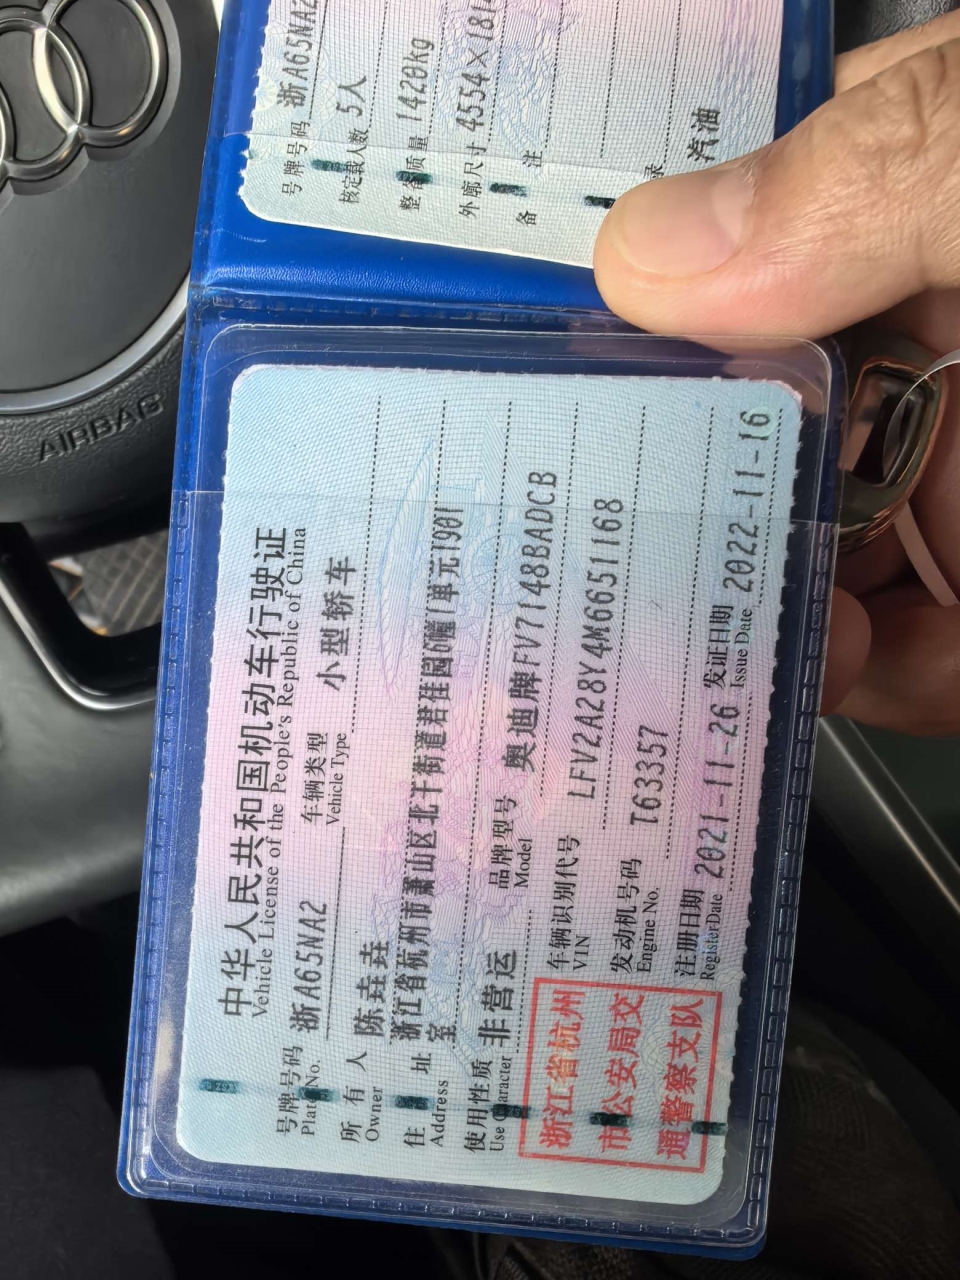 号牌号码 浙A65NA2
核定载人数 5人
整备质量 1420kg
外廓尺寸 4554×181
备 注
录 汽油
AIRBAG
中华人民共和国机动车行驶证
Vehicle License of the People's Republic of China
号牌号码 浙A65NA2 车辆类型 小型轿车
Plate No. Vehicle Type
所有人 陈垚垚
Owner
住址 浙江省杭州市萧山区北干街道君佳园6幢1单元1901
Address 室
使用性质 非营运 品牌型号 奥迪牌FV7148BADCB
Use Character Model
车辆识别代号 LFV2A28Y4M6651168
VIN
发动机号码 T63357
Engine No.
注册日期 2021-11-26 发证日期 2022-11-16
Register Date Issue Date
浙江省杭州
市公安局交
通警察支队